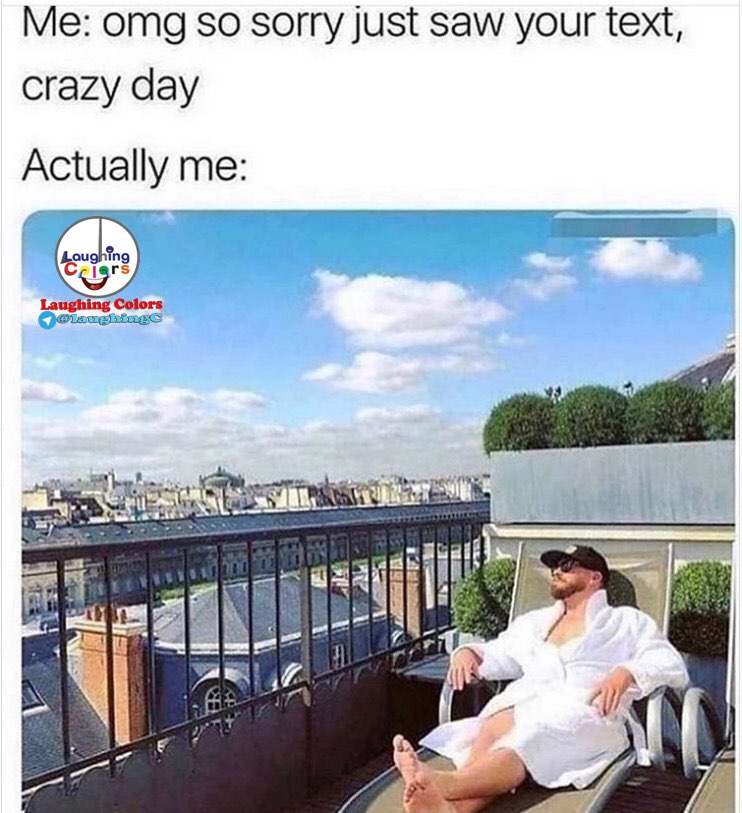 Me: omg so sorry just saw your text,
crazy day
Actually me:
Laughing
Colors
Laughing Colors
@laughingC